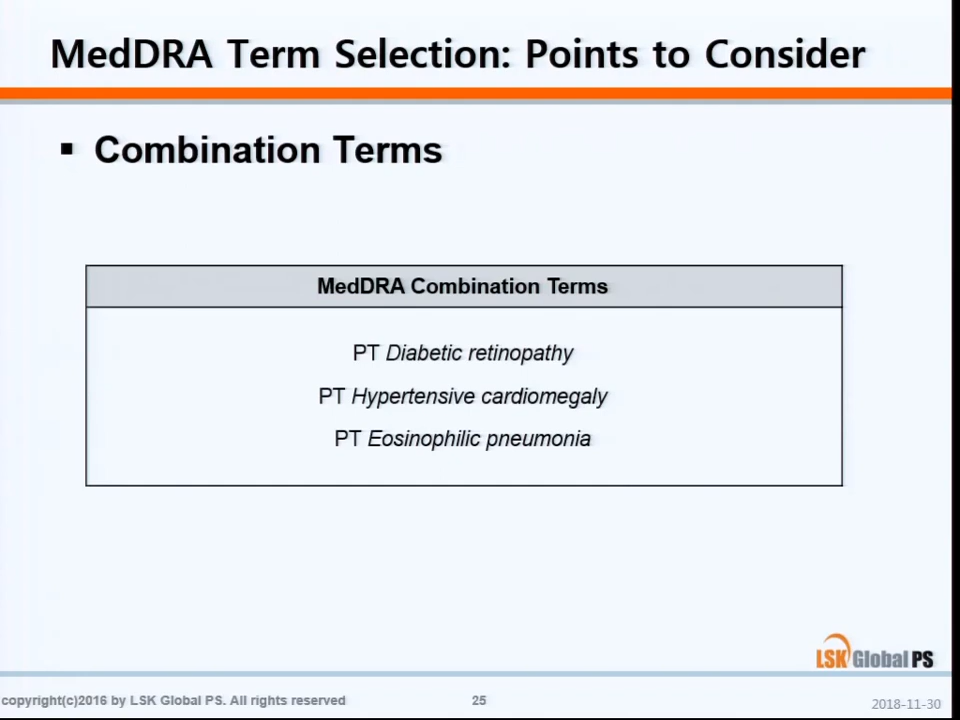 MedDRA Term Selection: Points to Consider
▪ Combination Terms
MedDRA Combination Terms
PT Diabetic retinopathy
PT Hypertensive cardiomegaly
PT Eosinophilic pneumonia
LSK Global PS
copyright(c)2016 by LSK Global PS. All rights reserved
25
2018-11-30